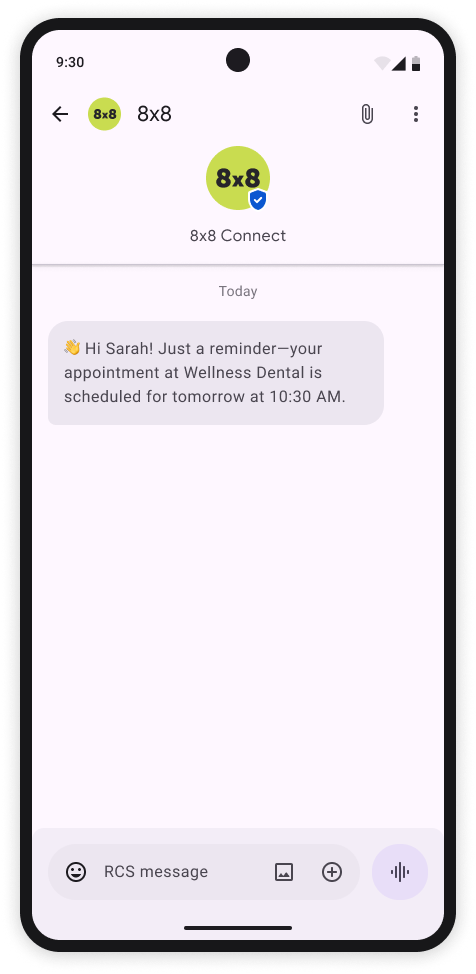 9:30
8x8 8x8
8x8
8x8 Connect
Today
👋 Hi Sarah! Just a reminder—your
appointment at Wellness Dental is
scheduled for tomorrow at 10:30 AM.
RCS message